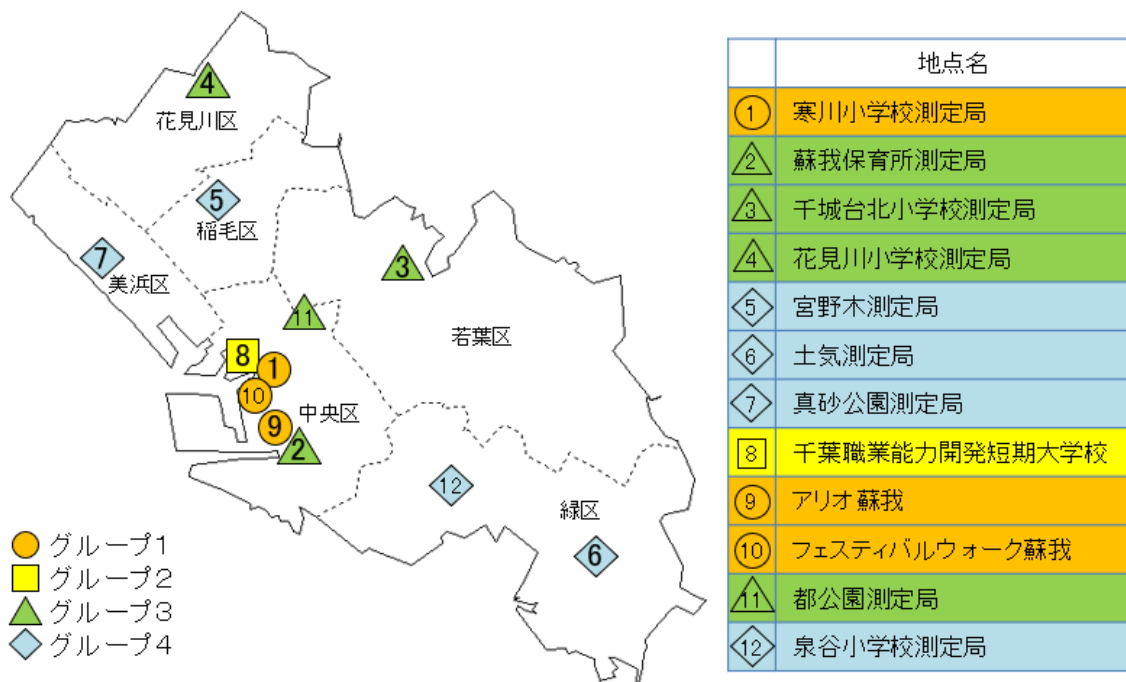 4
花見川区
5
稲毛区
7
美浜区
3
11
若葉区
8
1
10
9
中央区
2
12
緑区
6
グループ1
グループ2
グループ3
グループ4
地点名
1 寒川小学校測定局
2 蘇我保育所測定局
3 千城台北小学校測定局
4 花見川小学校測定局
5 宮野木測定局
6 土気測定局
7 真砂公園測定局
8 千葉職業能力開発短期大学校
9 アリオ蘇我
10 フェスティバルウォーク蘇我
11 都公園測定局
12 泉谷小学校測定局